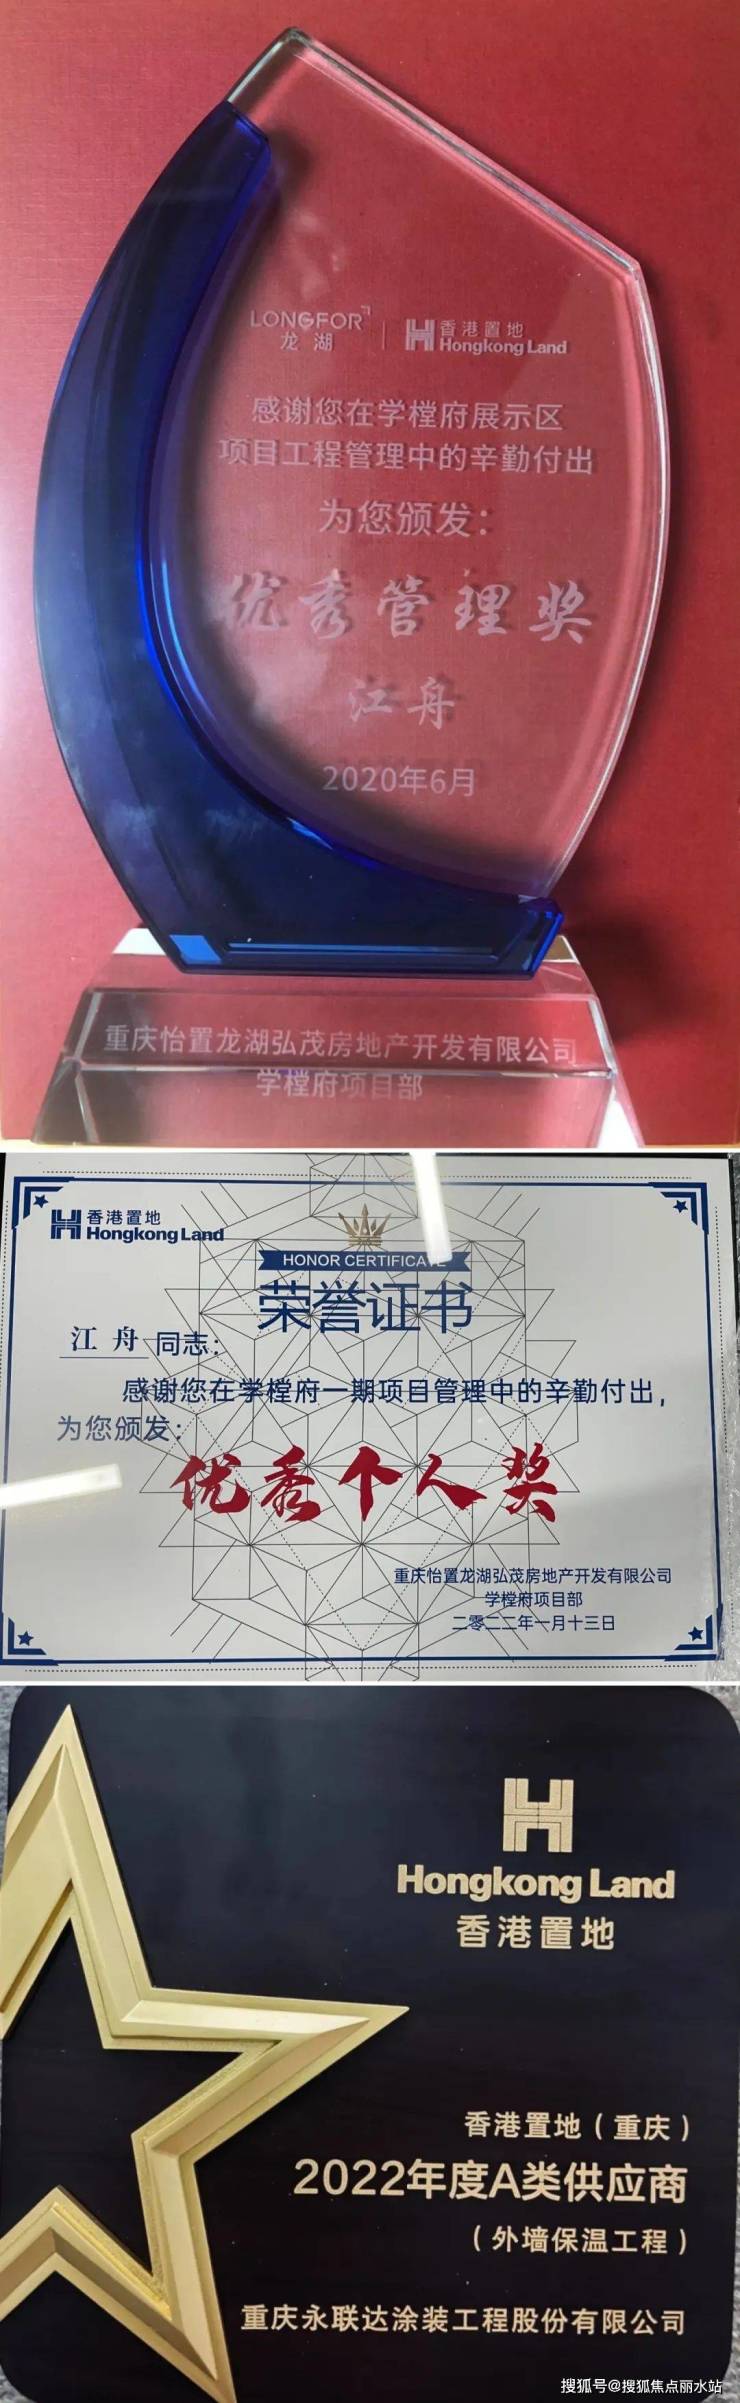 LONGFOR
龙湖
香港置地
Hongkong Land
感谢您在学樘府展示区
项目工程管理中的辛勤付出
为您颁发：
优秀管理奖
江舟
2020年6月
重庆怡置龙湖弘茂房地产开发有限公司
学樘府项目部
香港置地
Hongkong Land
HONOR CERTIFICATE
荣誉证书
江舟同志：
感谢您在学樘府一期项目管理中的辛勤付出，
为您颁发：
优秀个人奖
重庆怡置龙湖弘茂房地产开发有限公司
学樘府项目部
二零二二年一月十三日
Hongkong Land
香港置地
香港置地（重庆）
2022年度A类供应商
（外墙保温工程）
重庆永联达涂装工程股份有限公司
搜狐号@搜狐焦点丽水站